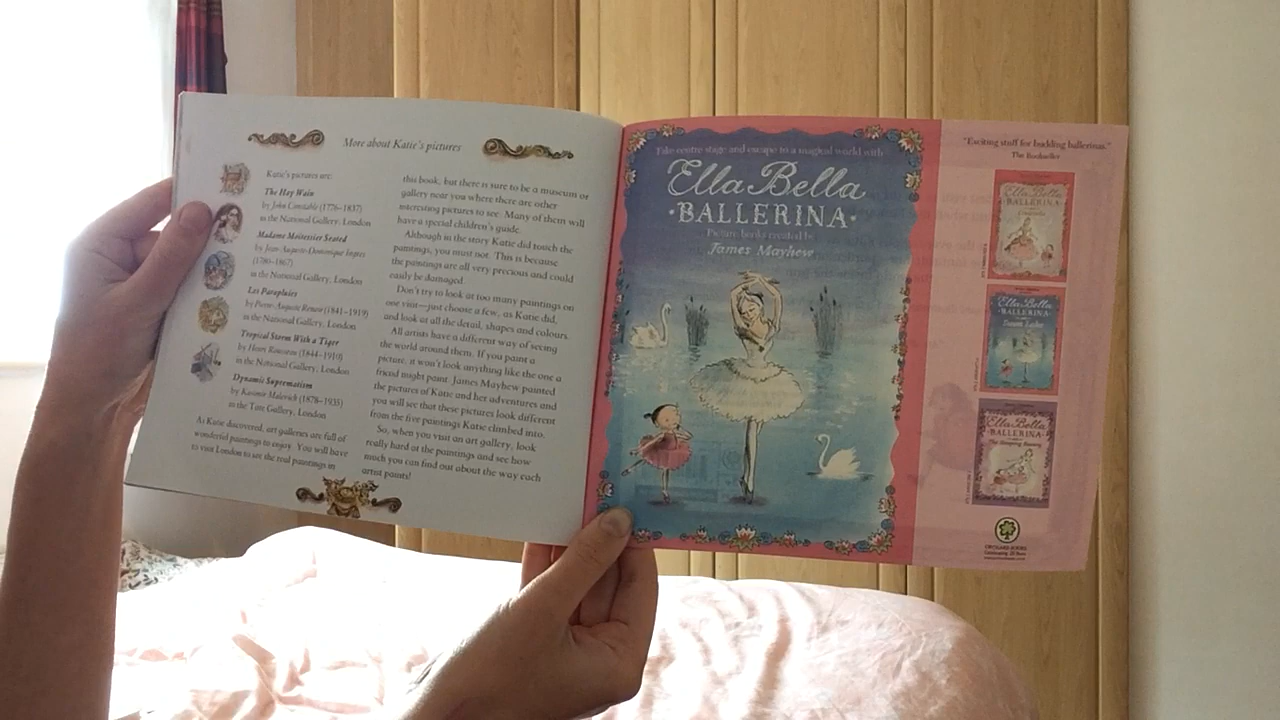 More about Katie's pictures
Katie's pictures are:
The Hay Wain
by John Constable (1776–1837)
in the National Gallery, London
Madame Moitessier Seated
by Jean-Auguste-Dominique Ingres
(1780–1867)
in the National Gallery, London
Les Parapluies
by Pierre-Auguste Renoir (1841–1919)
in the National Gallery, London
Tropical Storm With a Tiger
by Henri Rousseau (1844–1910)
in the National Gallery, London
Dynamic Suprematism
by Kasimir Malevich (1878–1935)
in the Tate Gallery, London
As Katie discovered, art galleries are full of
wonderful paintings to enjoy. You will have
to visit London to see the real paintings in
this book, but there is sure to be a museum or
gallery near you where there are other
interesting pictures to see. Many of them will
have a special children's guide.
Although in the story Katie did touch the
paintings, you must not. This is because
the paintings are all very precious and could
easily be damaged.
Don't try to look at too many paintings on
one visit—just choose a few, as Katie did,
and look at all the detail, shapes and colours.
All artists have a different way of seeing
the world around them. If you paint a
picture, it won't look anything like the one a
friend might paint. James Mayhew painted
the pictures of Katie and her adventures and
you will see that these pictures look different
from the five paintings Katie climbed into.
So, when you visit an art gallery, look
really hard at the paintings and see how
much you can find out about the way each
artist paints!
Take centre stage and escape to a magical world with
Ella Bella
·BALLERINA·
Picture books created by
James Mayhew
"Exciting stuff for budding ballerinas."
The Bookseller
Ella Bella
BALLERINA
Cinderella
Ella Bella
BALLERINA
Swan Lake
Ella Bella
BALLERINA
The Sleeping Beauty
ORCHARD BOOKS